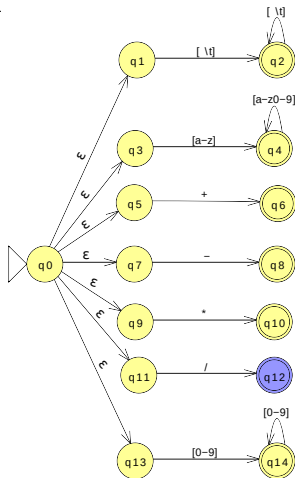 [ \t]
q1 [ \t] q2
[a−z0−9]
ε
q3 [a−z] q4
ε
q5 + q6
ε
q0 ε q7 − q8
ε
q9 * q10
ε
q11 / q12
ε
[0−9]
q13 [0−9] q14